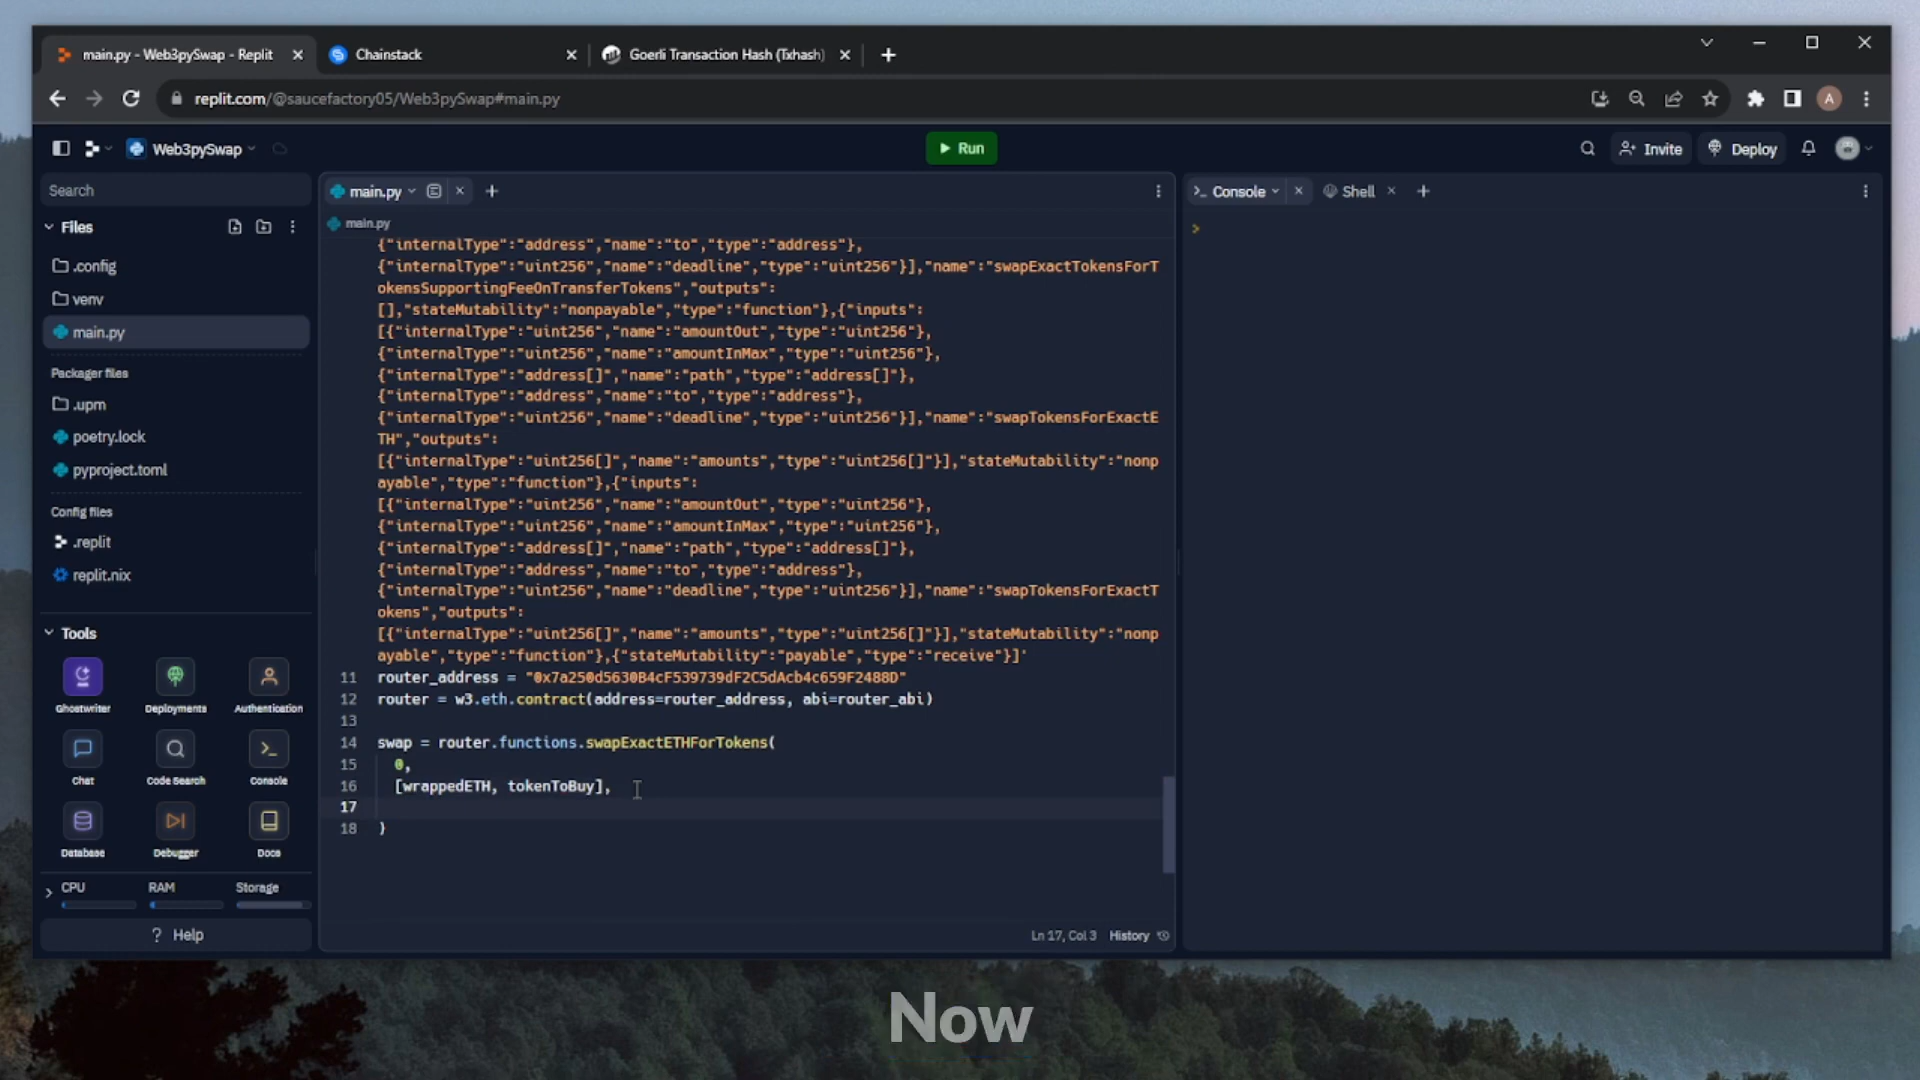 main.py - Web3pySwap - Replit
Chainstack
Goerli Transaction Hash (Txhash)
replit.com/@saucefactory05/Web3pySwap#main.py
Web3pySwap
Run
Invite
Deploy
Search
Files
.config
venv
main.py
Packager files
.upm
poetry.lock
pyproject.toml
Config files
.replit
replit.nix
Tools
Ghostwriter
Deployments
Authentication
Chat
Code Search
Console
Database
Debugger
Docs
CPU
RAM
Storage
? Help
main.py
main.py
{"internalType":"address","name":"to","type":"address"},
{"internalType":"uint256","name":"deadline","type":"uint256"}],"name":"swapExactTokensForT
okensSupportingFeeOnTransferTokens","outputs":
[],"stateMutability":"nonpayable","type":"function"},{"inputs":
[{"internalType":"uint256","name":"amountOut","type":"uint256"},
{"internalType":"uint256","name":"amountInMax","type":"uint256"},
{"internalType":"address[]","name":"path","type":"address[]"},
{"internalType":"address","name":"to","type":"address"},
{"internalType":"uint256","name":"deadline","type":"uint256"}],"name":"swapTokensForExactE
TH","outputs":
[{"internalType":"uint256[]","name":"amounts","type":"uint256[]"}],"stateMutability":"nonp
ayable","type":"function"},{"inputs":
[{"internalType":"uint256","name":"amountOut","type":"uint256"},
{"internalType":"uint256","name":"amountInMax","type":"uint256"},
{"internalType":"address[]","name":"path","type":"address[]"},
{"internalType":"address","name":"to","type":"address"},
{"internalType":"uint256","name":"deadline","type":"uint256"}],"name":"swapTokensForExactT
okens","outputs":
[{"internalType":"uint256[]","name":"amounts","type":"uint256[]"}],"stateMutability":"nonp
ayable","type":"function"},{"stateMutability":"payable","type":"receive"}]'
11 router_address = "0x7a250d5630B4cF539739dF2C5dAcb4c659F2488D"
12 router = w3.eth.contract(address=router_address, abi=router_abi)
13
14 swap = router.functions.swapExactETHForTokens(
15 0,
16 [wrappedETH, tokenToBuy],
17
18 )
Ln 17, Col 3 History
Console
Shell
>
A
Now